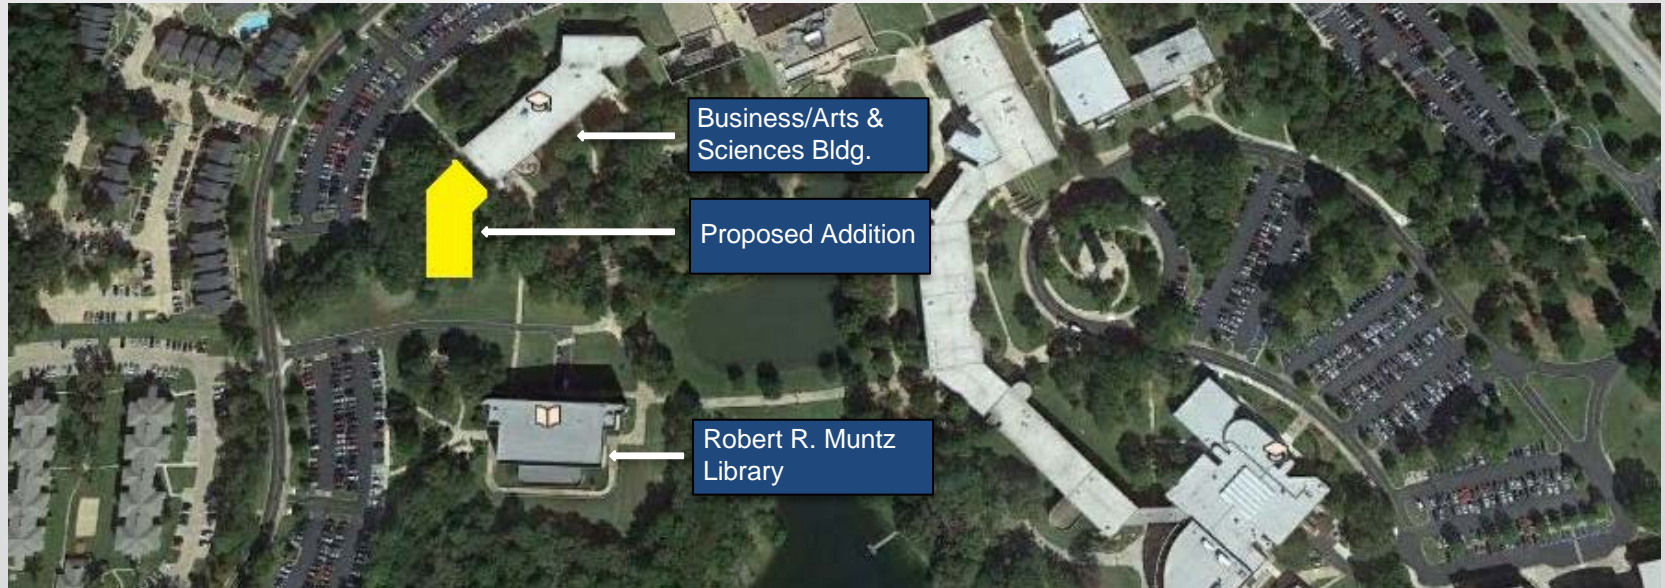 Business/Arts &
Sciences Bldg.
Proposed Addition
Robert R. Muntz
Library